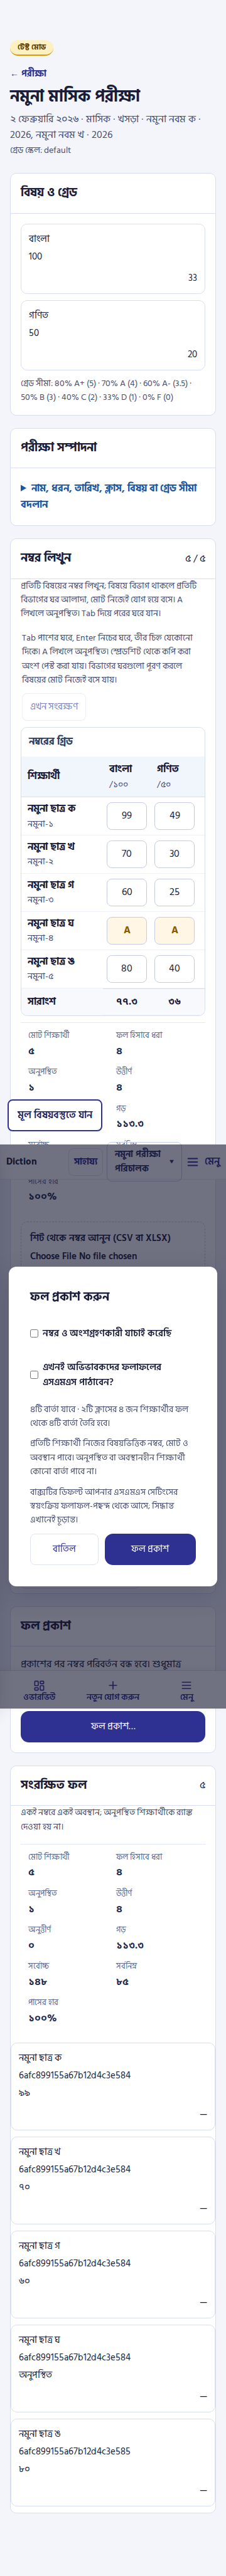 টেস্ট মোড
← পরীক্ষা
নমুনা মাসিক পরীক্ষা
২ ফেব্রুয়ারি ২০২৬ · মাসিক · খসড়া · নমুনা নবম ক · 2026, নমুনা নবম খ · 2026
গ্রেড স্কেল: default
বিষয় ও গ্রেড
বাংলা
100
33
গণিত
50
20
গ্রেড সীমা: 80% A+ (5) · 70% A (4) · 60% A- (3.5) · 50% B (3) · 40% C (2) · 33% D (1) · 0% F (0)
পরীক্ষা সম্পাদনা
▶ নাম, ধরন, তারিখ, ক্লাস, বিষয় বা গ্রেড সীমা বদলান
নম্বর লিখুন
৫ / ৫
প্রতিটি বিষয়ের নম্বর লিখুন; বিষয়ে বিভাগ থাকলে প্রতিটি বিভাগের ঘর আলাদা, মোট নিজেই যোগ হয়ে বসে। A লিখলে অনুপস্থিত। Tab দিয়ে পরের ঘরে যান।
Tab পাশের ঘরে, Enter নিচের ঘরে, তীর চিহ্ন যেকোনো দিকে। A লিখলে অনুপস্থিত। স্প্রেডশিট থেকে কপি করা অংশ পেস্ট করা যায়। বিভাগের ঘরগুলো পূরণ করলে বিষয়ের মোট নিজেই বসে যায়।
এখন সংরক্ষণ
নম্বরের গ্রিড
শিক্ষার্থী
বাংলা /১০০
গণিত /৫০
নমুনা ছাত্র ক
নমুনা-১
99
49
নমুনা ছাত্র খ
নমুনা-২
70
30
নমুনা ছাত্র গ
নমুনা-৩
60
25
নমুনা ছাত্র ঘ
নমুনা-৪
A
A
নমুনা ছাত্র ঙ
নমুনা-৫
80
40
সারাংশ
৭৭.৩
৩৬
মোট শিক্ষার্থী
৫
ফল হিসাবে ধরা
৪
অনুপস্থিত
১
উত্তীর্ণ
৪
মূল বিষয়বস্তুতে যান
গড়
১১৩.৩
Diction
সাহায্য
নমুনা পরীক্ষা পরিচালক
মেনু
পাসের হার
১০০%
শিট থেকে নম্বর আনুন (CSV বা XLSX)
Choose File No file chosen
ফল প্রকাশ করুন
নম্বর ও অংশগ্রহণকারী যাচাই করেছি
এখনই অভিভাবকদের ফলাফলের এসএমএস পাঠাবেন?
৪টি বার্তা যাবে · ২টি ক্লাসের ৪ জন শিক্ষার্থীর ফল থেকে ৪টি বার্তা তৈরি হবে।
প্রতিটি শিক্ষার্থী নিজের বিষয়ভিত্তিক নম্বর, মোট ও অবস্থান পাবে। অনুপস্থিত বা অবস্থানহীন শিক্ষার্থী কোনো বার্তা পাবে না।
বাক্সটির ডিফল্ট আপনার এসএমএস সেটিংসের স্বয়ংক্রিয় ফলাফল-পছন্দ থেকে আসে; সিদ্ধান্ত এখানেই চূড়ান্ত।
বাতিল
ফল প্রকাশ
ফল প্রকাশ
প্রকাশের পর নম্বর পরিবর্তন বন্ধ হবে। শুধুমাত্র
ওভারভিউ
নতুন যোগ করুন
মেনু
ফল প্রকাশ...
সংরক্ষিত ফল
৫
একই নম্বরে একই অবস্থান; অনুপস্থিত শিক্ষার্থীকে র‍্যাঙ্ক দেওয়া হয় না।
মোট শিক্ষার্থী
৫
ফল হিসাবে ধরা
৪
অনুপস্থিত
১
উত্তীর্ণ
৪
অনুত্তীর্ণ
০
গড়
১১৩.৩
সর্বোচ্চ
১৪৮
সর্বনিম্ন
৮৫
পাসের হার
১০০%
নমুনা ছাত্র ক
6afc899155a67b12d4c3e584
৯৯
—
নমুনা ছাত্র খ
6afc899155a67b12d4c3e584
৭০
—
নমুনা ছাত্র গ
6afc899155a67b12d4c3e584
৬০
—
নমুনা ছাত্র ঘ
6afc899155a67b12d4c3e584
অনুপস্থিত
—
নমুনা ছাত্র ঙ
6afc899155a67b12d4c3e585
৮০
—